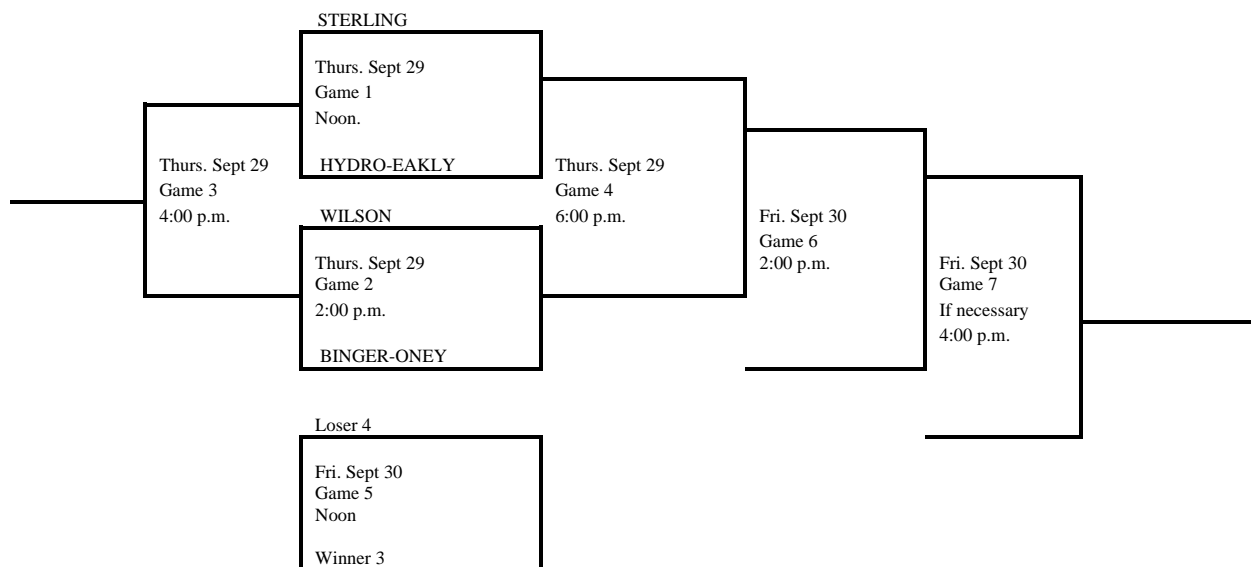 STERLING
Thurs. Sept 29
Game 1
Noon.
HYDRO-EAKLY
Thurs. Sept 29
Game 3
4:00 p.m.
WILSON
Thurs. Sept 29
Game 2
2:00 p.m.
BINGER-ONEY
Thurs. Sept 29
Game 4
6:00 p.m.
Fri. Sept 30
Game 6
2:00 p.m.
Fri. Sept 30
Game 7
If necessary
4:00 p.m.
Loser 4
Fri. Sept 30
Game 5
Noon
Winner 3